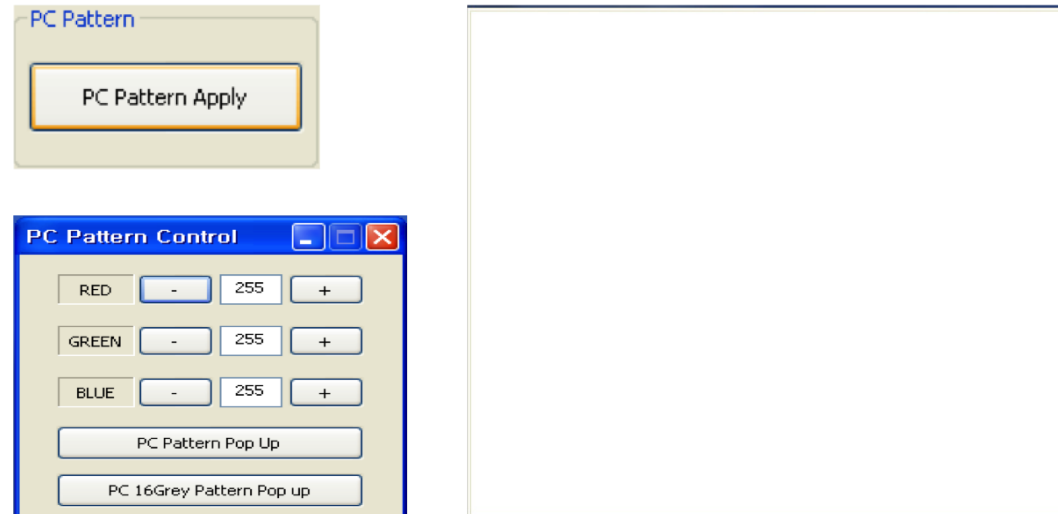 PC Pattern
PC Pattern Apply
PC Pattern Control
RED - 255 +
GREEN - 255 +
BLUE - 255 +
PC Pattern Pop Up
PC 16Grey Pattern Pop up